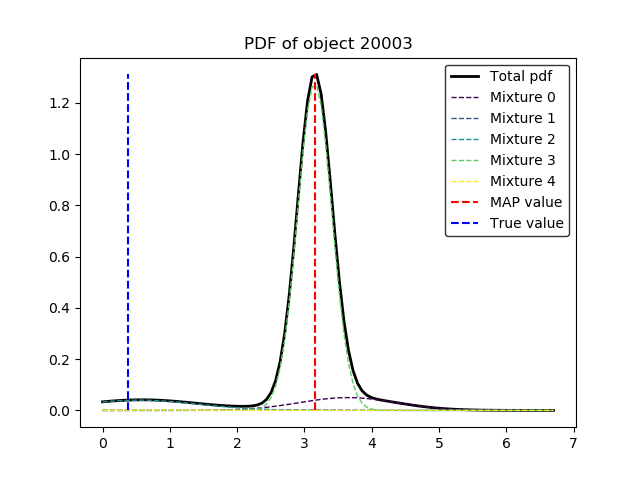 PDF of object 20003
Total pdf
Mixture 0
Mixture 1
Mixture 2
Mixture 3
Mixture 4
MAP value
True value
1.2
1.0
0.8
0.6
0.4
0.2
0.0
0 1 2 3 4 5 6 7